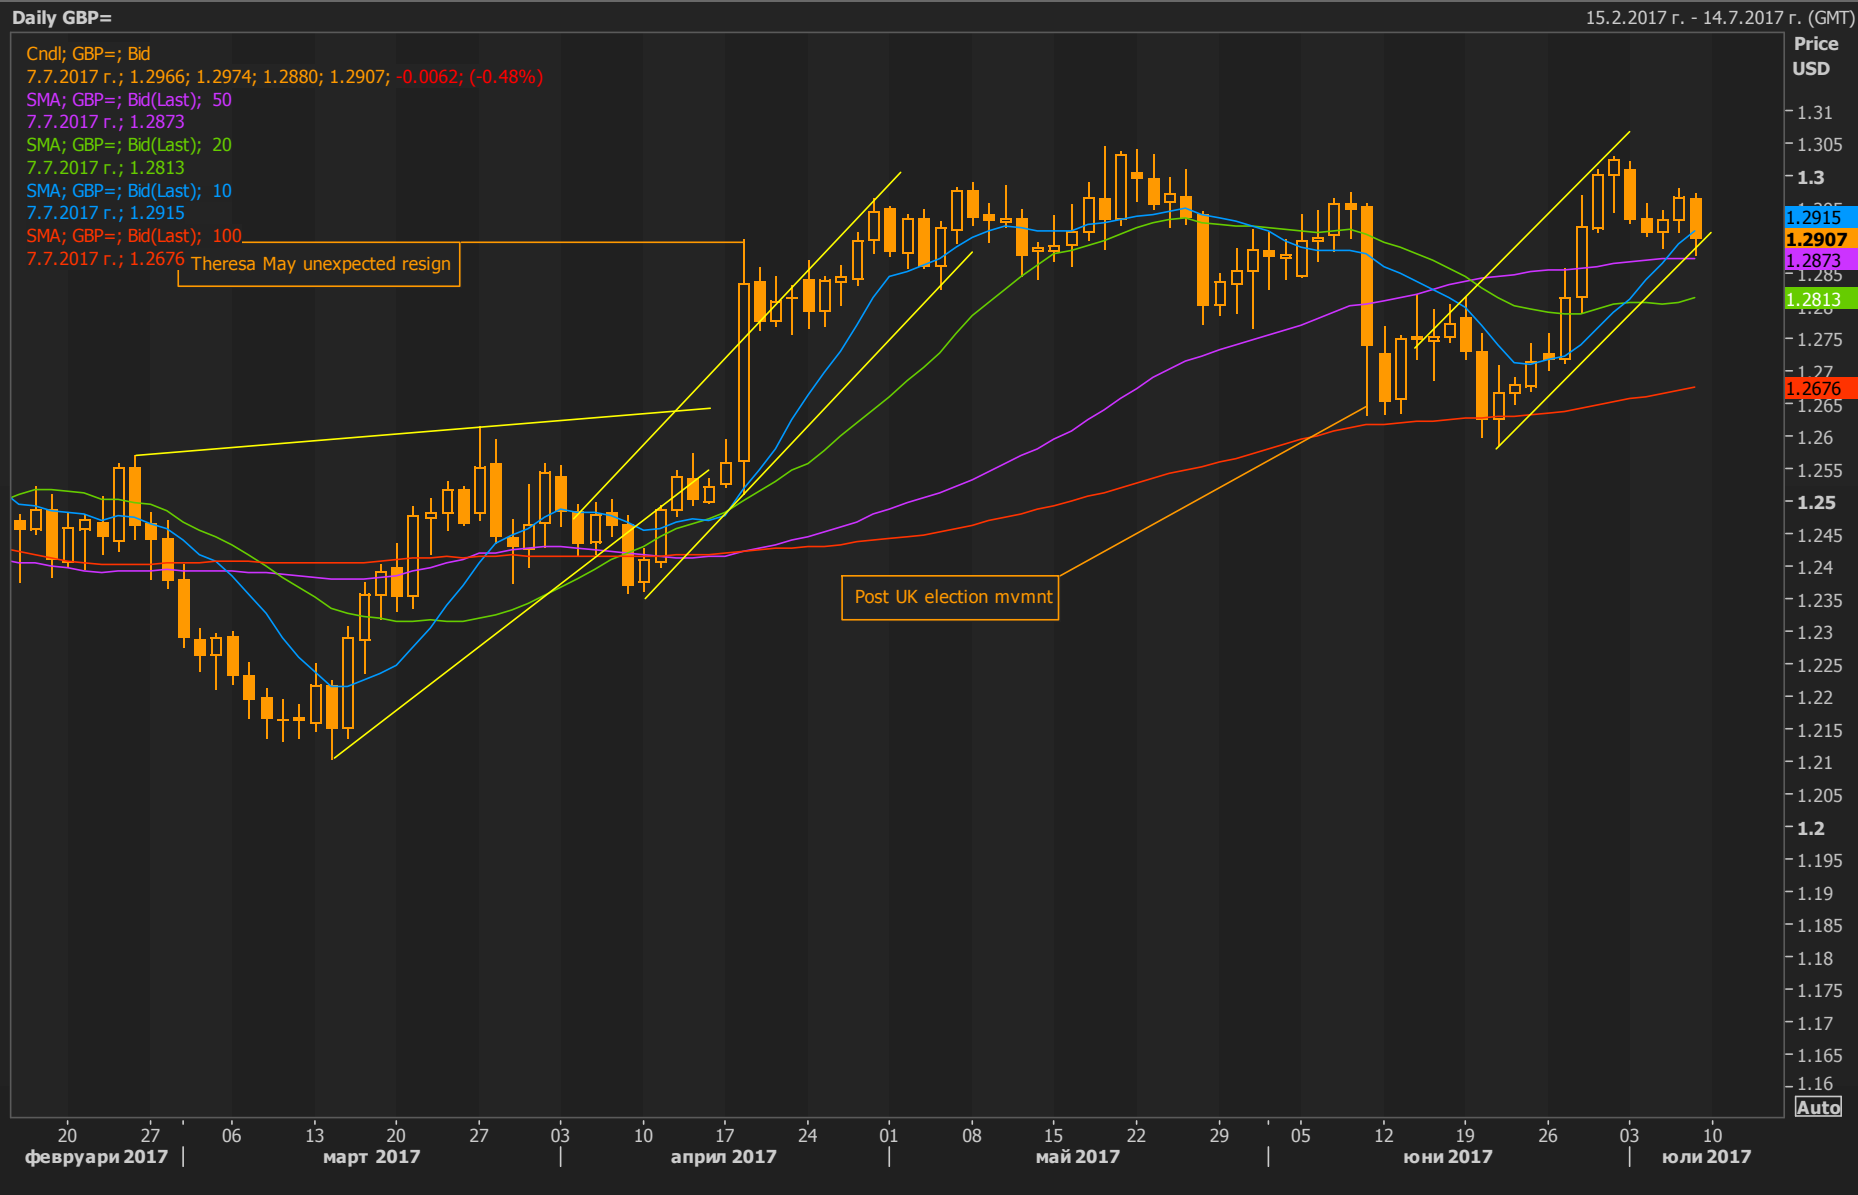 Daily GBP=
15.2.2017 г. - 14.7.2017 г. (GMT)
Cndl; GBP=; Bid
7.7.2017 г.; 1.2966; 1.2974; 1.2880; 1.2907; -0.0062; (-0.48%)
SMA; GBP=; Bid(Last); 50
7.7.2017 г.; 1.2873
SMA; GBP=; Bid(Last); 20
7.7.2017 г.; 1.2813
SMA; GBP=; Bid(Last); 10
7.7.2017 г.; 1.2915
SMA; GBP=; Bid(Last); 100
7.7.2017 г.; 1.2676
Theresa May unexpected resign
Post UK election mvmnt
Price
USD
1.31
1.305
1.3
1.2915
1.2907
1.2873
1.285
1.2813
1.28
1.275
1.27
1.2676
1.265
1.26
1.255
1.25
1.245
1.24
1.235
1.23
1.225
1.22
1.215
1.21
1.205
1.2
1.195
1.19
1.185
1.18
1.175
1.17
1.165
1.16
Auto
20 27 06 13 20 27 03 10 17 24 01 08 15 22 29 05 12 19 26 03 10
февруари 2017 март 2017 април 2017 май 2017 юни 2017 юли 2017